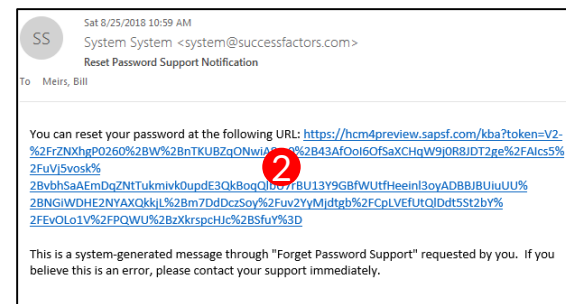 SS
Sat 8/25/2018 10:59 AM
System System <system@successfactors.com>
Reset Password Support Notification
To Meirs, Bill
You can reset your password at the following URL: https://hcm4preview.sapsf.com/kba?token=V2-
%2FrZNXhgP0260%2BW%2BnTKUBZqONwiA %2B43AfOoI6OfSaXCHqW9j0R8JDT2ge%2FAIcs5%
2FuVj5vosk%
2
2BvbhSaAEmDqZNtTukmivk0updE3QkBoqQ BU13Y9GBfWUtfHeeinl3oyADBBJBUiuUU%
2BNGiWDHE2NYAXQkkjL%2Bm7DdDczSoy%2Fuv2YyMjdtgb%2FCpLVEfUtQlDdt5St2bY%
2FEvOLo1V%2FPQWU%2BzXkrspcHJc%2BSfuY%3D
This is a system-generated message through "Forget Password Support" requested by you. If you
believe this is an error, please contact your support immediately.